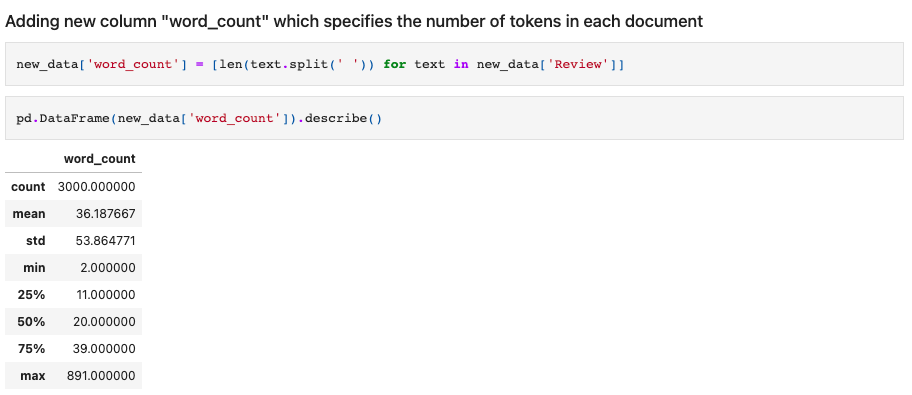 Adding new column "word_count" which specifies the number of tokens in each document
new_data['word_count'] = [len(text.split(' ')) for text in new_data['Review']]
pd.DataFrame(new_data['word_count']).describe()
word_count
count 3000.000000
mean 36.187667
std 53.864771
min 2.000000
25% 11.000000
50% 20.000000
75% 39.000000
max 891.000000